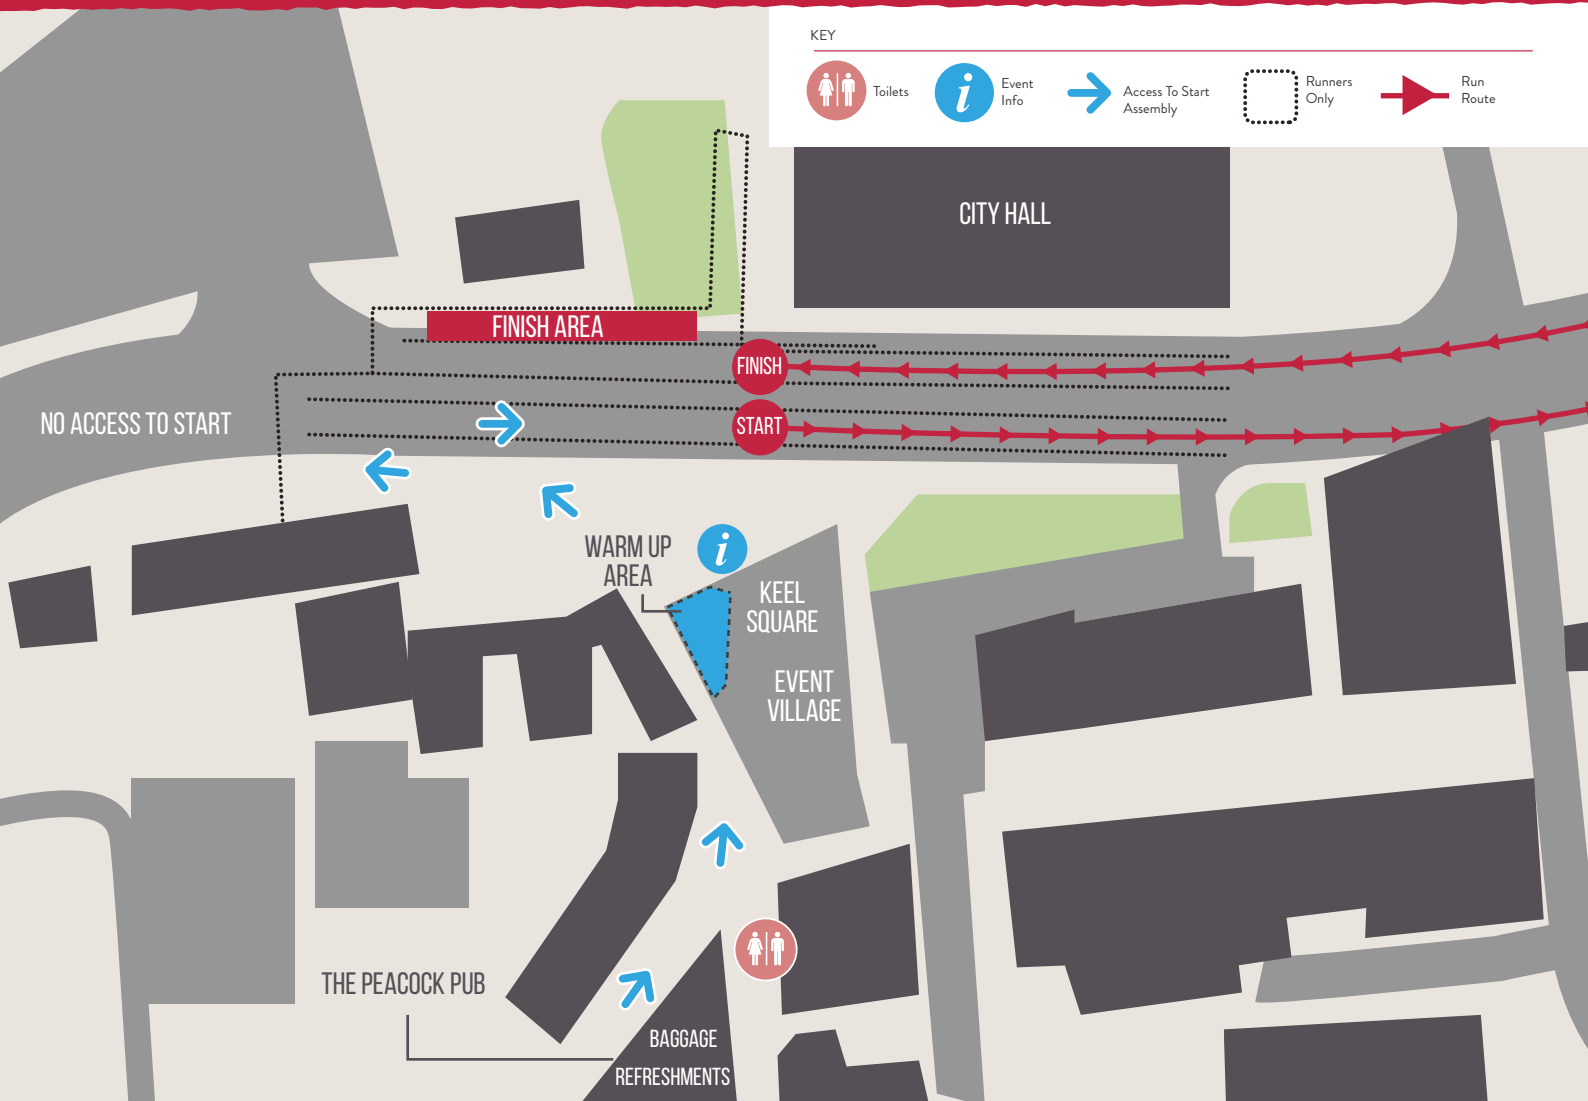 KEY
Toilets
Event
Info
Access To Start
Assembly
Runners
Only
Run
Route
CITY HALL
FINISH AREA
FINISH
NO ACCESS TO START
START
WARM UP
AREA
KEEL
SQUARE
EVENT
VILLAGE
THE PEACOCK PUB
BAGGAGE
REFRESHMENTS